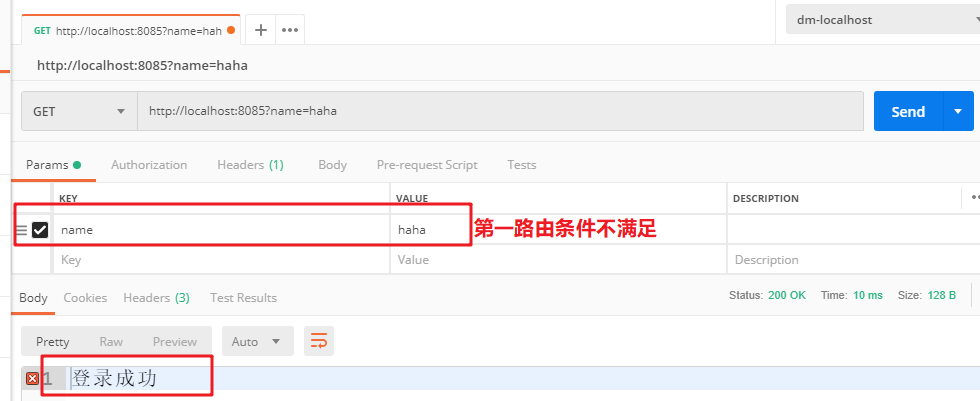 GET http://localhost:8085?name=hah
dm-localhost
http://localhost:8085?name=haha
GET http://localhost:8085?name=haha Send
Params Authorization Headers (1) Body Pre-request Script Tests
KEY VALUE DESCRIPTION
name haha 第一路由条件不满足
Key Value Description
Body Cookies Headers (3) Test Results Status: 200 OK Time: 10 ms Size: 128 B
Pretty Raw Preview Auto
1 登录成功